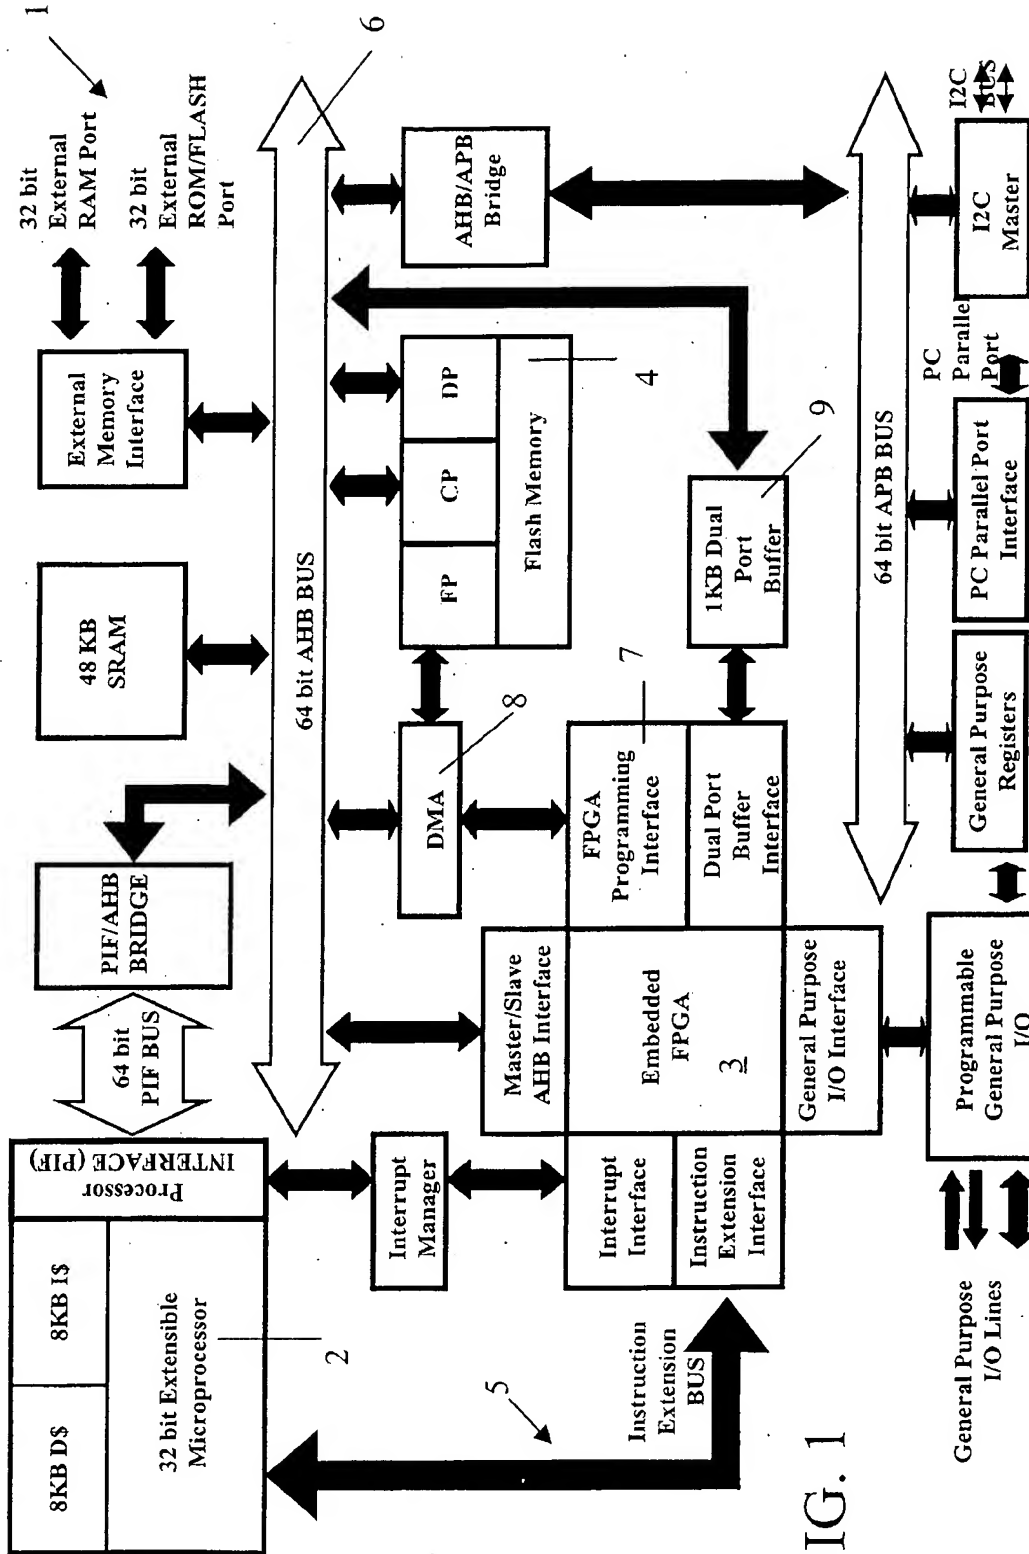 8KB D$
8KB I$
32 bit Extensible
Microprocessor
2
Processor
INTERFACE (PIF)
64 bit
PIF BUS
PIF/AHB
BRIDGE
48 KB
SRAM
External
Memory
Interface
32 bit
External
RAM Port
32 bit
External
ROM/FLASH
Port
1
64 bit AHB BUS
6
5
Instruction
Extension
BUS
Interrupt
Manager
Interrupt
Interface
Instruction
Extension
Interface
Master/Slave
AHB Interface
Embedded
FPGA
3
General Purpose
I/O Interface
DMA
8
FPGA
Programming
Interface
7
Dual Port
Buffer
Interface
FP
CP
DP
Flash Memory
4
1KB Dual
Port
Buffer
9
AHB/APB
Bridge
64 bit APB BUS
General Purpose
I/O Lines
Programmable
General Purpose
I/O
General Purpose
Registers
PC Parallel Port
Interface
PC
Parallel
Port
I2C
Master
I2C
BUS
IG. 1